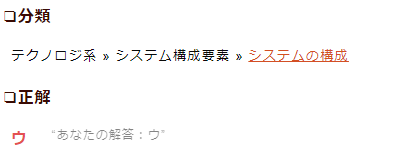 ❏分類
テクノロジ系 » システム構成要素 » システムの構成
❏正解
ウ “あなたの解答：ウ”